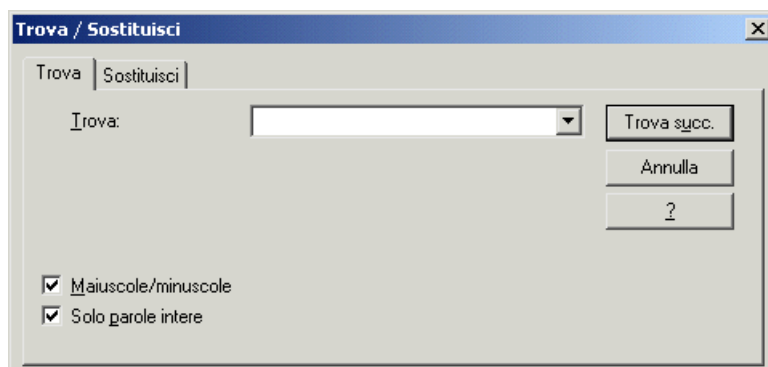 Trova / Sostituisci
Trova
Sostituisci
Trova:
Trova succ.
Annulla
?
Maiuscole/minuscole
Solo parole intere